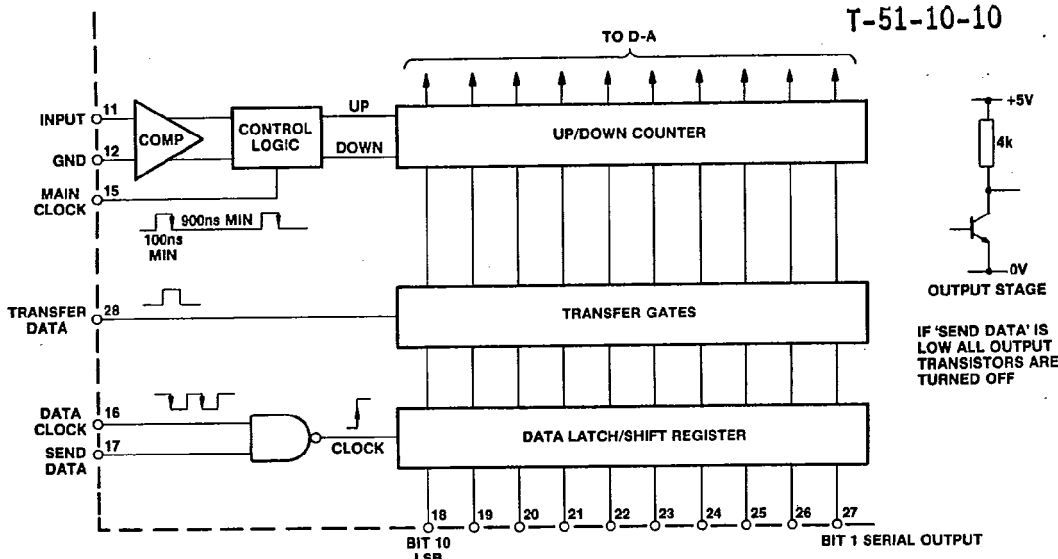 T-51-10-10
TO D-A
INPUT 11
GND 12
MAIN CLOCK 15
COMP
CONTROL LOGIC
UP
DOWN
UP/DOWN COUNTER
100ns MIN
900ns MIN
+5V
4k
0V
OUTPUT STAGE
IF 'SEND DATA' IS
LOW ALL OUTPUT
TRANSISTORS ARE
TURNED OFF
TRANSFER DATA 28
TRANSFER GATES
DATA CLOCK 16
SEND DATA 17
CLOCK
DATA LATCH/SHIFT REGISTER
18 19 20 21 22 23 24 25 26 27
BIT 10
LSB
BIT 1 SERIAL OUTPUT